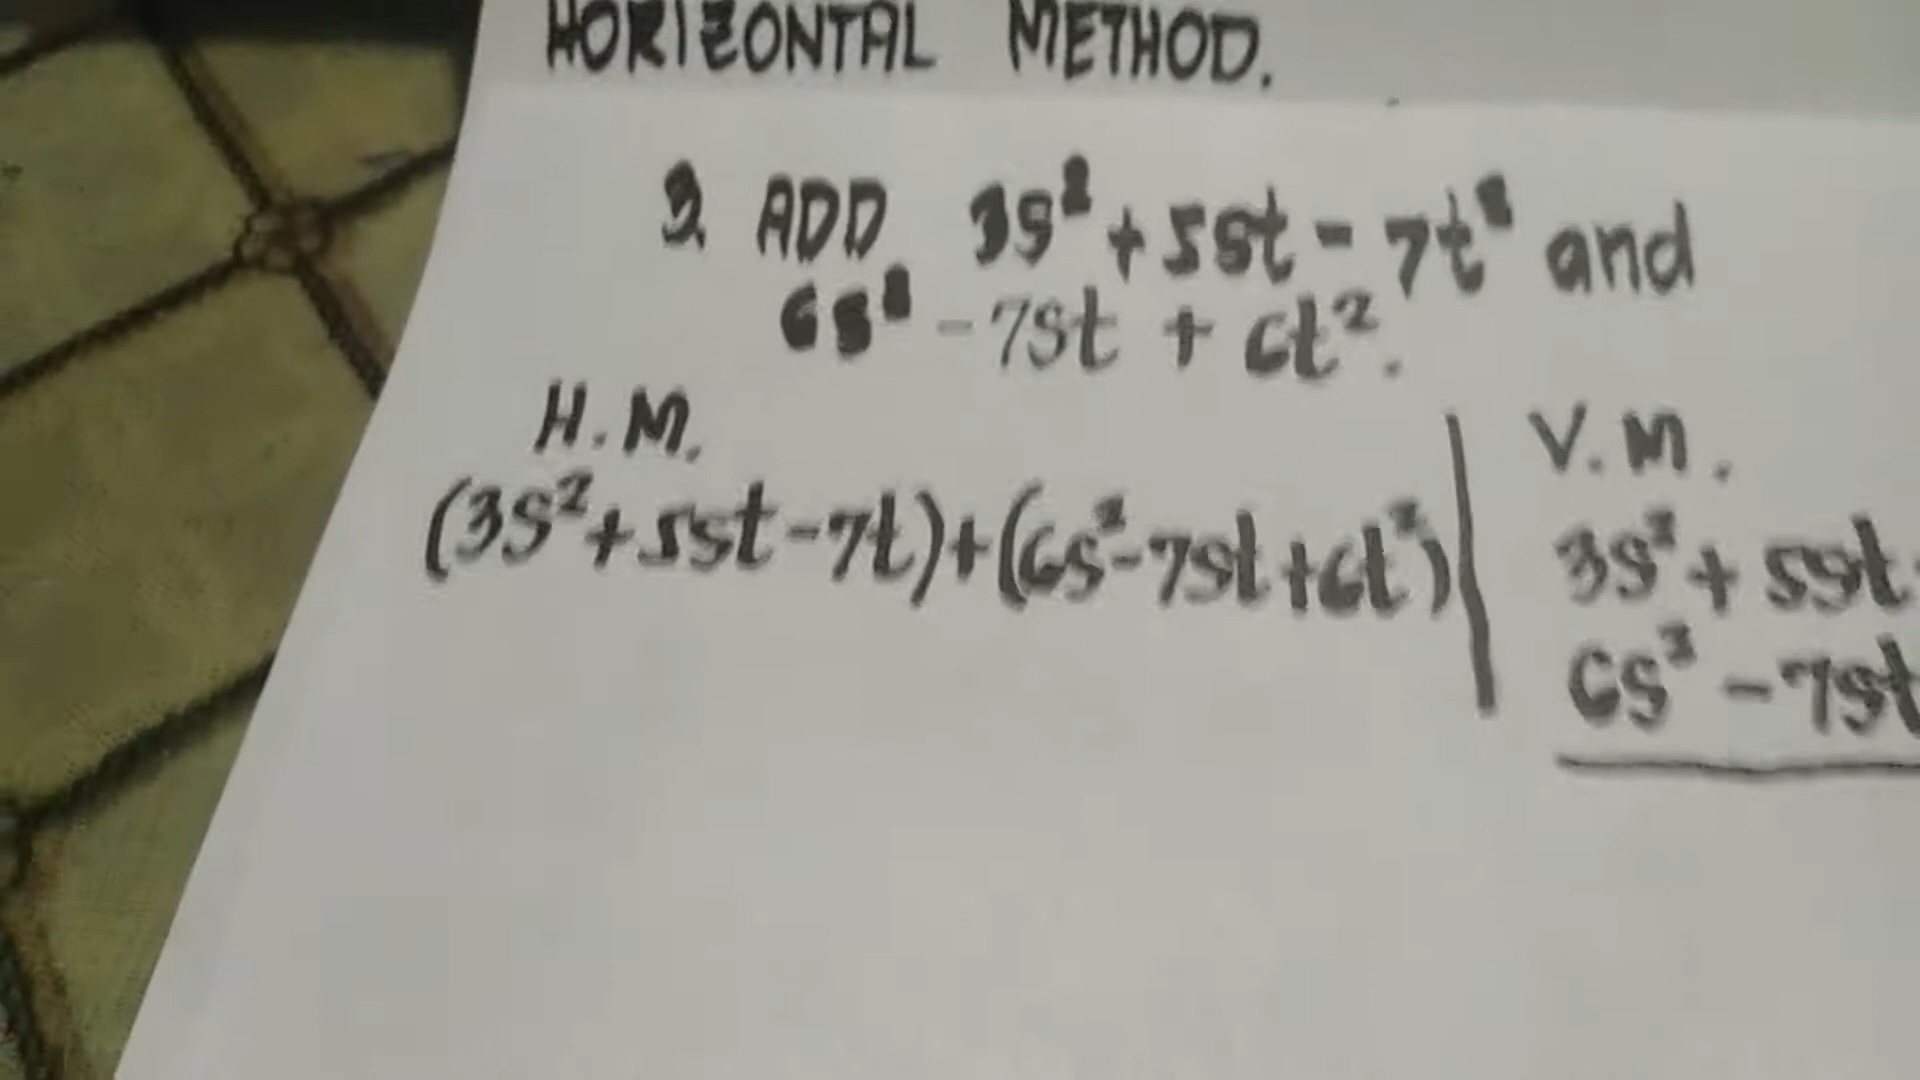 HORIZONTAL METHOD.
2. ADD 3s² + 5st - 7t² and
6s² - 7st + 6t².
H.M.
(3s²+5st-7t)+(6s²-7st+6t²)
V.M.
3s² + 5st
6s² - 7st